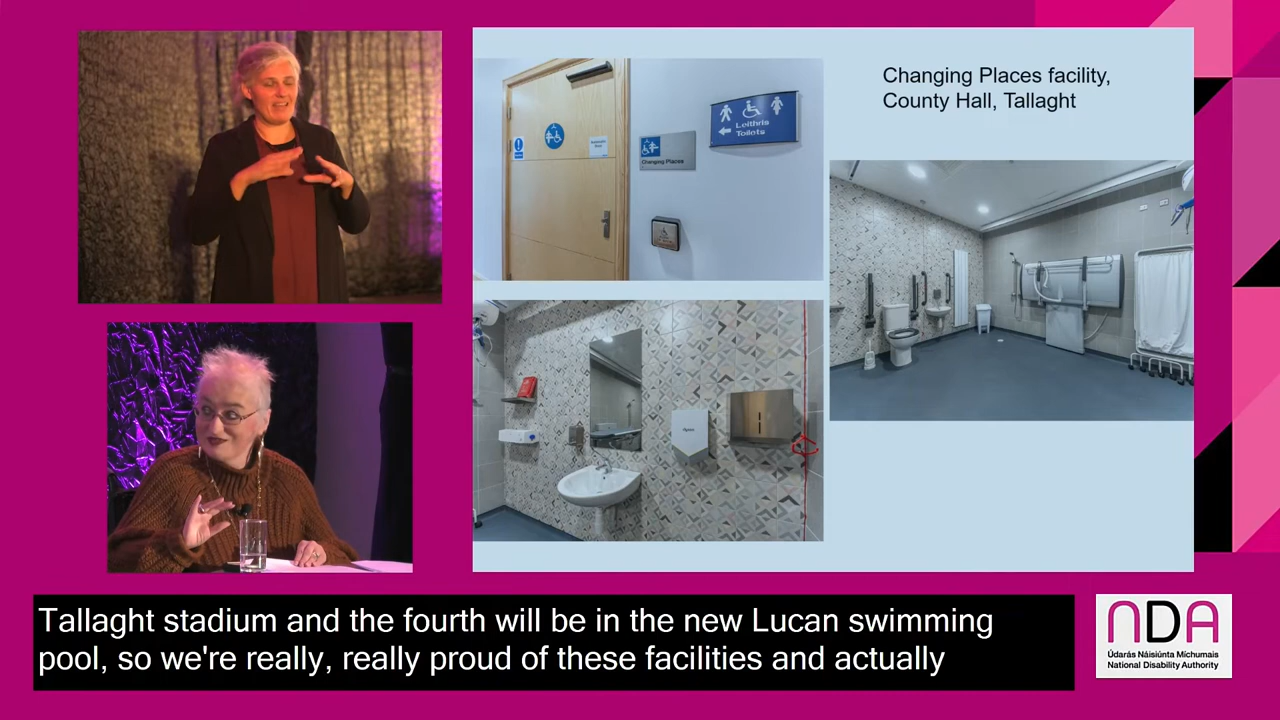 Changing Places facility,
County Hall, Tallaght
Leithris
Toilets
Changing Places
Tallaght stadium and the fourth will be in the new Lucan swimming
pool, so we're really, really proud of these facilities and actually
NDA
Údarás Náisiúnta Míchumais
National Disability Authority